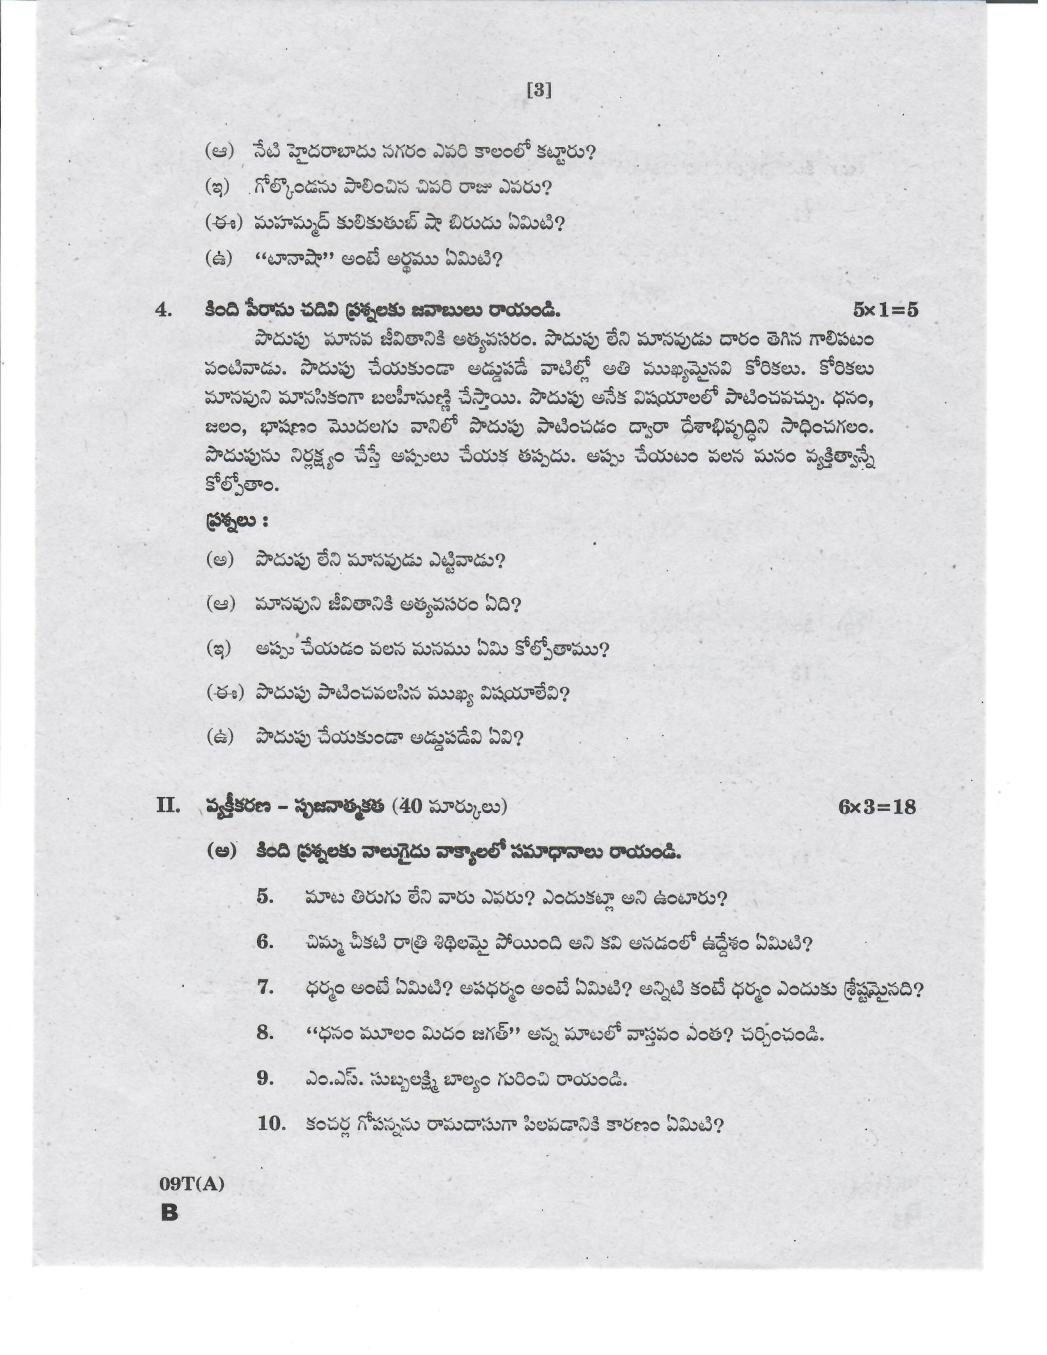 [3]
(ఆ) నేటి హైదరాబాదు నగరం ఎవరి కాలంలో కట్టారు?
(ఇ) గోల్కొండను పాలించిన చివరి రాజు ఎవరు?
(ఈ) మహమ్మద్ కులికుతుబ్ షా బిరుదు ఏమిటి?
(ఉ) "టానాషా" అంటే అర్థము ఏమిటి?
4. కింది పేరాను చదివి ప్రశ్నలకు జవాబులు రాయండి. 5×1=5
పొదుపు మానవ జీవితానికి అత్యవసరం. పొదుపు లేని మానవుడు దారం తెగిన గాలిపటం
వంటివాడు. పొదుపు చేయకుండా అడ్డుపడే వాటిల్లో అతి ముఖ్యమైనవి కోరికలు. కోరికలు
మానవుని మానసికంగా బలహీనుణ్ణి చేస్తాయి. పొదుపు అనేక విషయాలలో పాటించవచ్చు. ధనం,
జలం, భాషణం మొదలగు వానిలో పొదుపు పాటించడం ద్వారా దేశాభివృద్ధిని సాధించగలం.
పొదుపును నిర్లక్ష్యం చేస్తే అప్పులు చేయక తప్పదు. అప్పు చేయటం వలన మనం వ్యక్తిత్వాన్నే
కోల్పోతాం.
ప్రశ్నలు :
(అ) పొదుపు లేని మానవుడు ఎట్టివాడు?
(ఆ) మానవుని జీవితానికి అత్యవసరం ఏది?
(ఇ) అప్పు చేయడం వలన మనము ఏమి కోల్పోతాము?
(ఈ) పొదుపు పాటించవలసిన ముఖ్య విషయాలేవి?
(ఉ) పొదుపు చేయకుండా అడ్డుపడేవి ఏవి?
II. వ్యక్తీకరణ – సృజనాత్మకత (40 మార్కులు) 6×3=18
(అ) కింది ప్రశ్నలకు నాలుగైదు వాక్యాలలో సమాధానాలు రాయండి.
5. మాట తిరుగు లేని వారు ఎవరు? ఎందుకట్లా అని ఉంటారు?
6. చిమ్మ చీకటి రాత్రి శిథిలమై పోయింది అని కవి అనడంలో ఉద్దేశం ఏమిటి?
7. ధర్మం అంటే ఏమిటి? అపధర్మం అంటే ఏమిటి? అన్నిటి కంటే ధర్మం ఎందుకు శ్రేష్టమైనది?
8. "ధనం మూలం మిదం జగత్" అన్న మాటలో వాస్తవం ఎంత? చర్చించండి.
9. ఎం.ఎస్. సుబ్బలక్ష్మి బాల్యం గురించి రాయండి.
10. కంచర్ల గోపన్నను రామదాసుగా పిలవడానికి కారణం ఏమిటి?
09T(A)
B